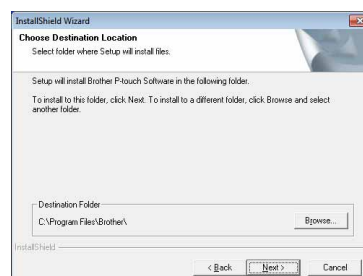 InstallShield Wizard
Choose Destination Location
Select folder where Setup will install files.
Setup will install Brother P-touch Software in the following folder.
To install to this folder, click Next. To install to a different folder, click Browse and select
another folder.
Destination Folder
C:\Program Files\Brother\
Browse...
InstallShield
< Back
Next >
Cancel